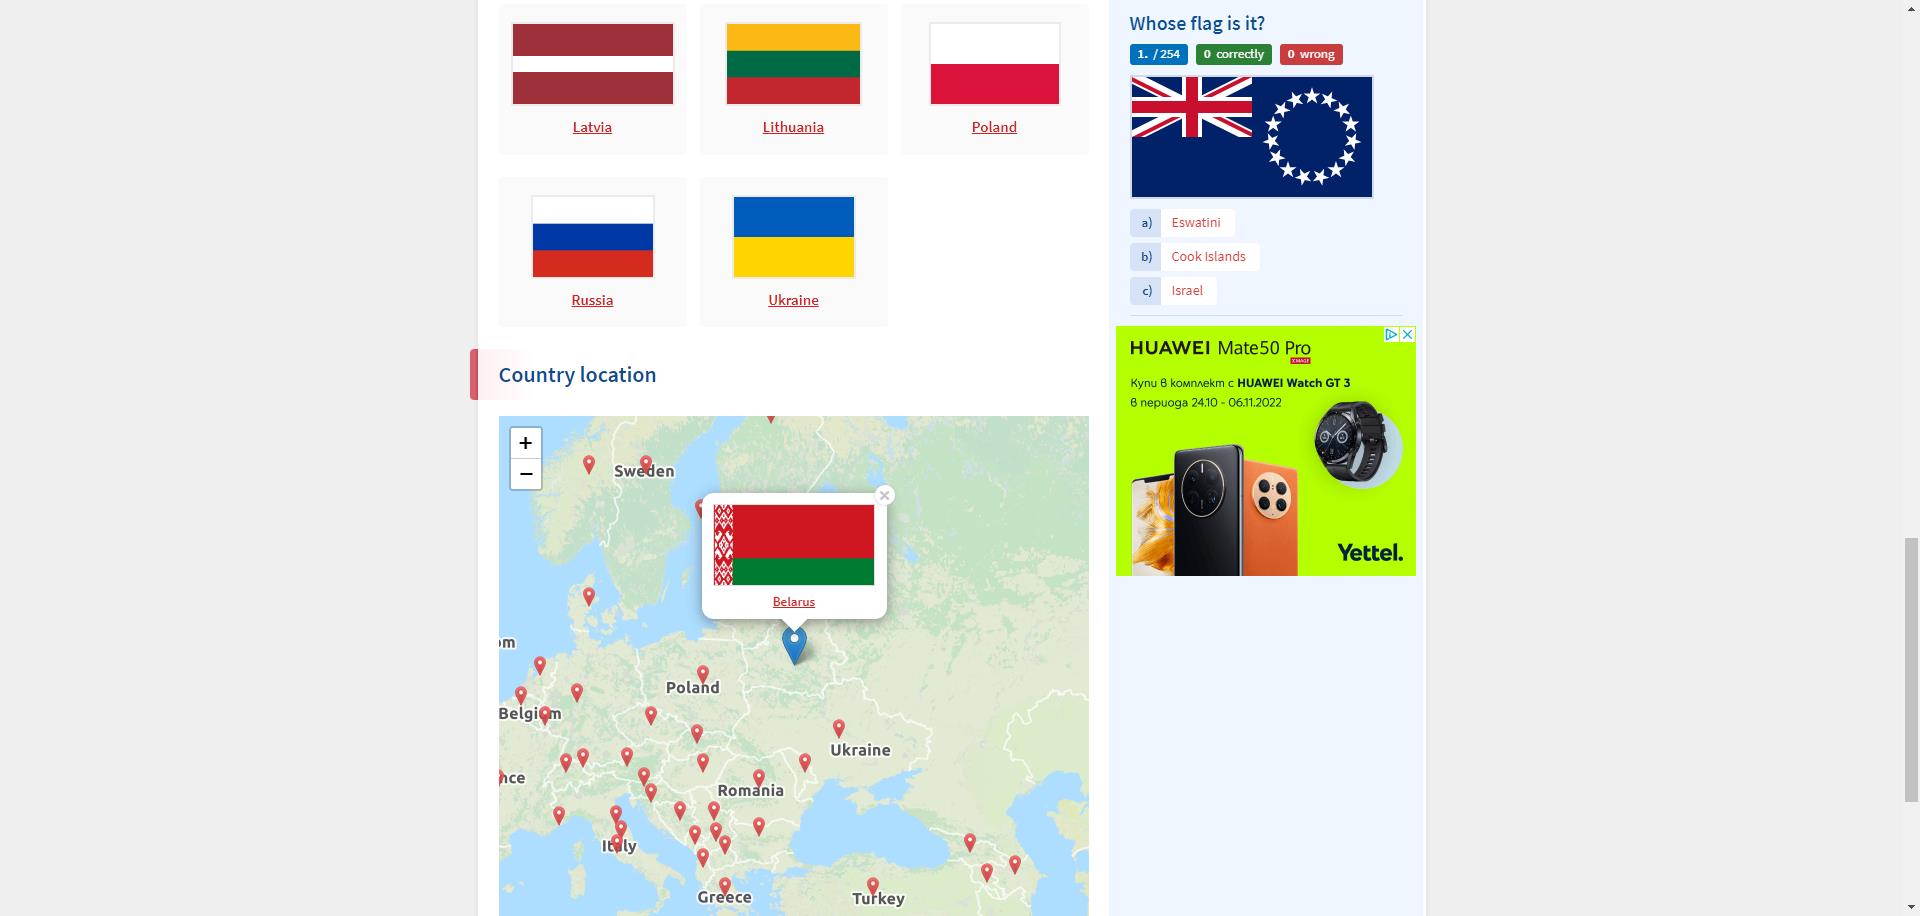 Latvia
Lithuania
Poland
Russia
Ukraine
Country location
+
−
Sweden
Belarus
om
Poland
Belgium
Ukraine
nce
Romania
Italy
Greece
Turkey
Whose flag is it?
1. / 254
0 correctly
0 wrong
a) Eswatini
b) Cook Islands
c) Israel
HUAWEI Mate50 Pro
XMAGE
Купи в комплект с HUAWEI Watch GT 3
в периода 24.10 - 06.11.2022
Yettel.